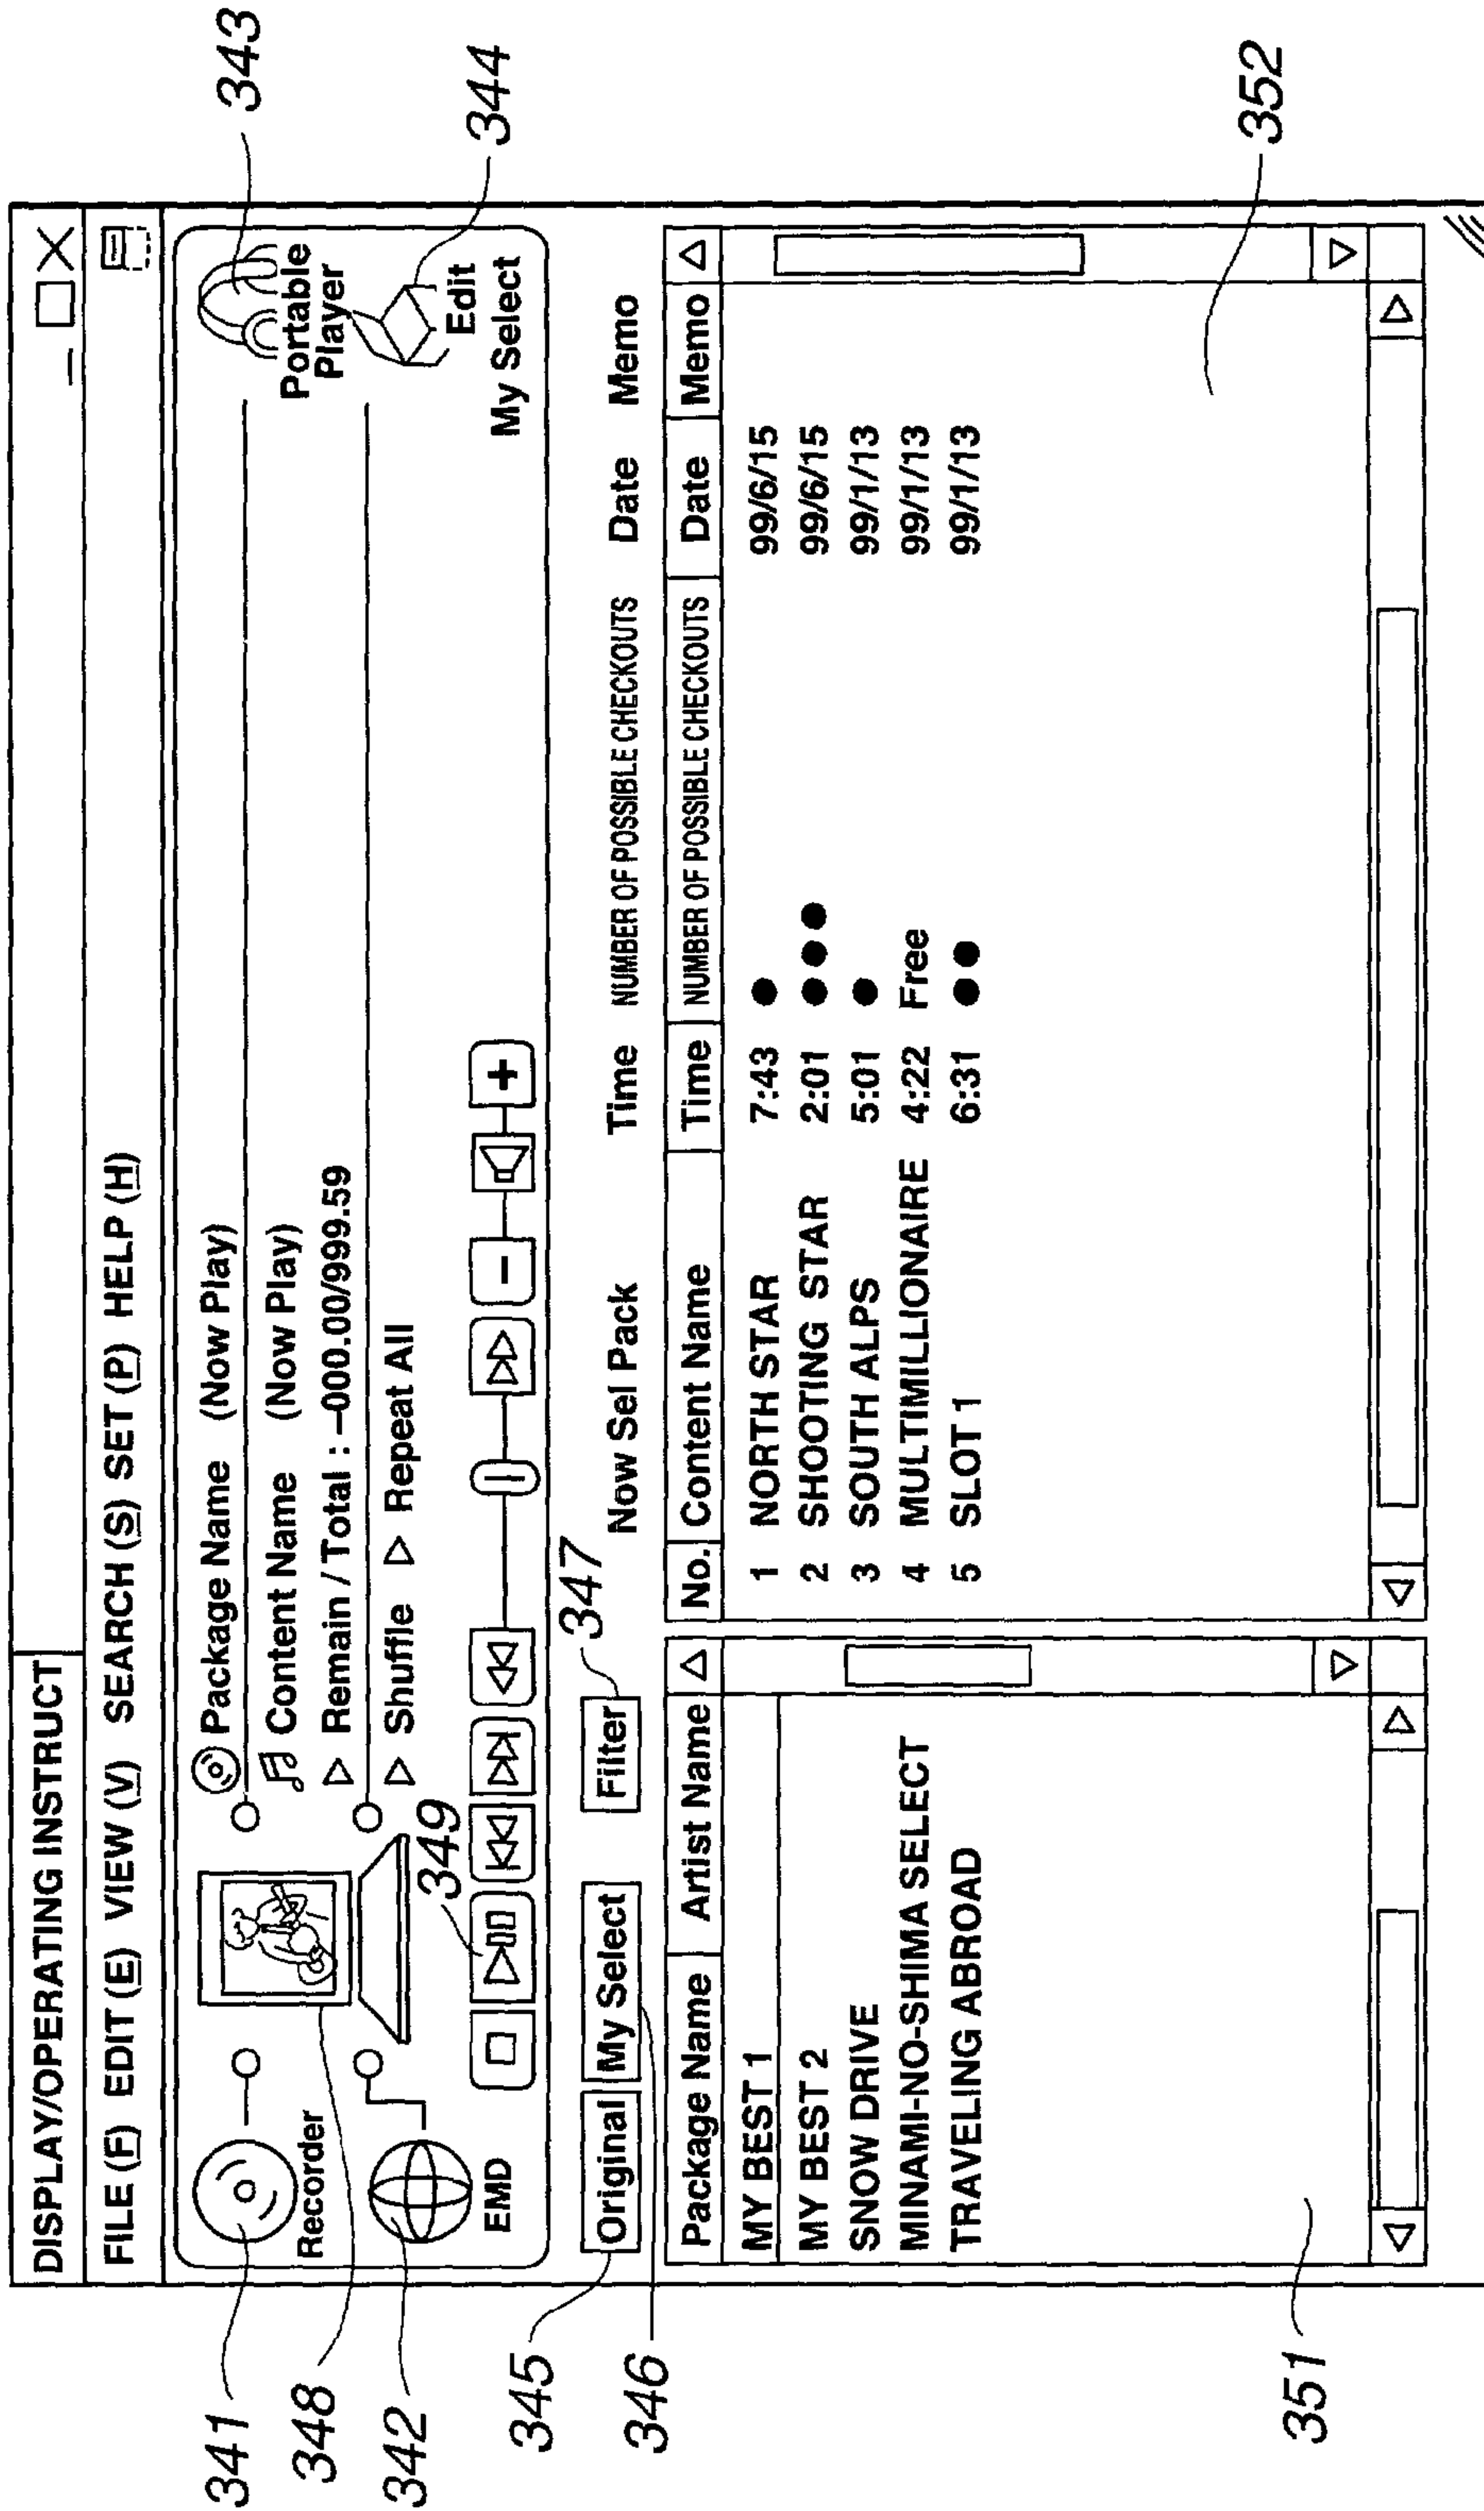 DISPLAY/OPERATING INSTRUCT
FILE (F) EDIT (E) VIEW (V) SEARCH (S) SET (P) HELP (H)
341
348
342
Recorder
EMD
349
Package Name (Now Play)
Content Name (Now Play)
Remain / Total : –000.00/999.59
Shuffle Repeat All
343
Portable
Player
344
Edit
My Select
345
346
347
Original My Select Filter
Now Sel Pack Time NUMBER OF POSSIBLE CHECKOUTS Date Memo
Package Name Artist Name
MY BEST 1
MY BEST 2
SNOW DRIVE
MINAMI-NO-SHIMA SELECT
TRAVELING ABROAD
351
No. Content Name Time NUMBER OF POSSIBLE CHECKOUTS Date Memo
1 NORTH STAR 7:43 ● 99/6/15
2 SHOOTING STAR 2:01 ●●● 99/6/15
3 SOUTH ALPS 5:01 ● 99/1/13
4 MULTIMILLIONAIRE 4:22 Free 99/1/13
5 SLOT 1 6:31 ●● 99/1/13
352